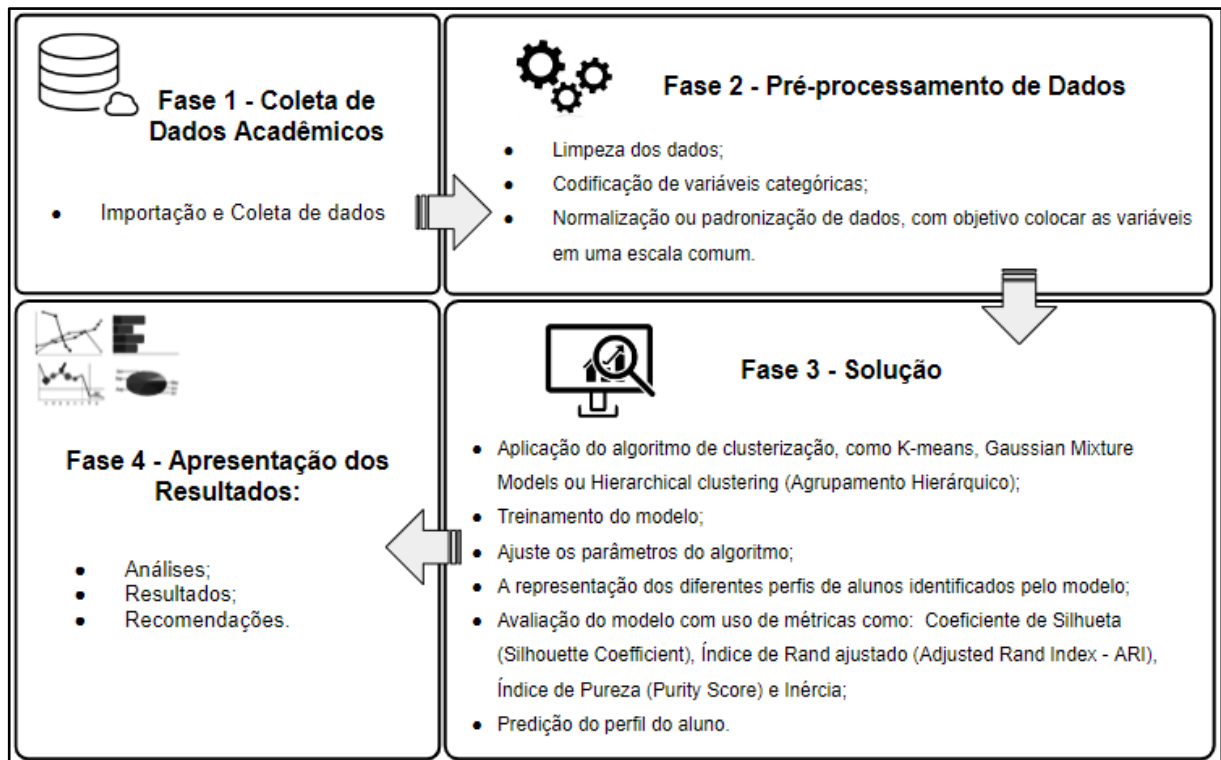 Fase 1 - Coleta de
Dados Acadêmicos
● Importação e Coleta de dados
Fase 2 - Pré-processamento de Dados
● Limpeza dos dados;
● Codificação de variáveis categóricas;
● Normalização ou padronização de dados, com objetivo colocar as variáveis
em uma escala comum.
Fase 3 - Solução
● Aplicação do algoritmo de clusterização, como K-means, Gaussian Mixture
Models ou Hierarchical clustering (Agrupamento Hierárquico);
● Treinamento do modelo;
● Ajuste os parâmetros do algoritmo;
● A representação dos diferentes perfis de alunos identificados pelo modelo;
● Avaliação do modelo com uso de métricas como: Coeficiente de Silhueta
(Silhouette Coefficient), Índice de Rand ajustado (Adjusted Rand Index - ARI),
Índice de Pureza (Purity Score) e Inércia;
● Predição do perfil do aluno.
Fase 4 - Apresentação dos
Resultados:
● Análises;
● Resultados;
● Recomendações.